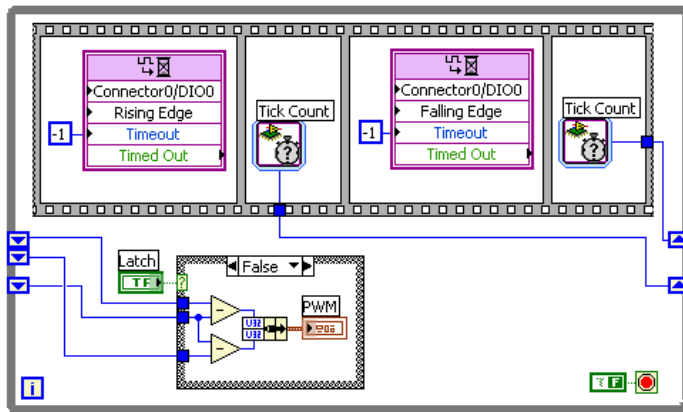 Connector0/DIO0
Rising Edge
-1
Timeout
Timed Out
Tick Count
?
Connector0/DIO0
Falling Edge
-1
Timeout
Timed Out
Tick Count
?
Latch
TF
?
False
-
-
U32
U32
PWM
i
F